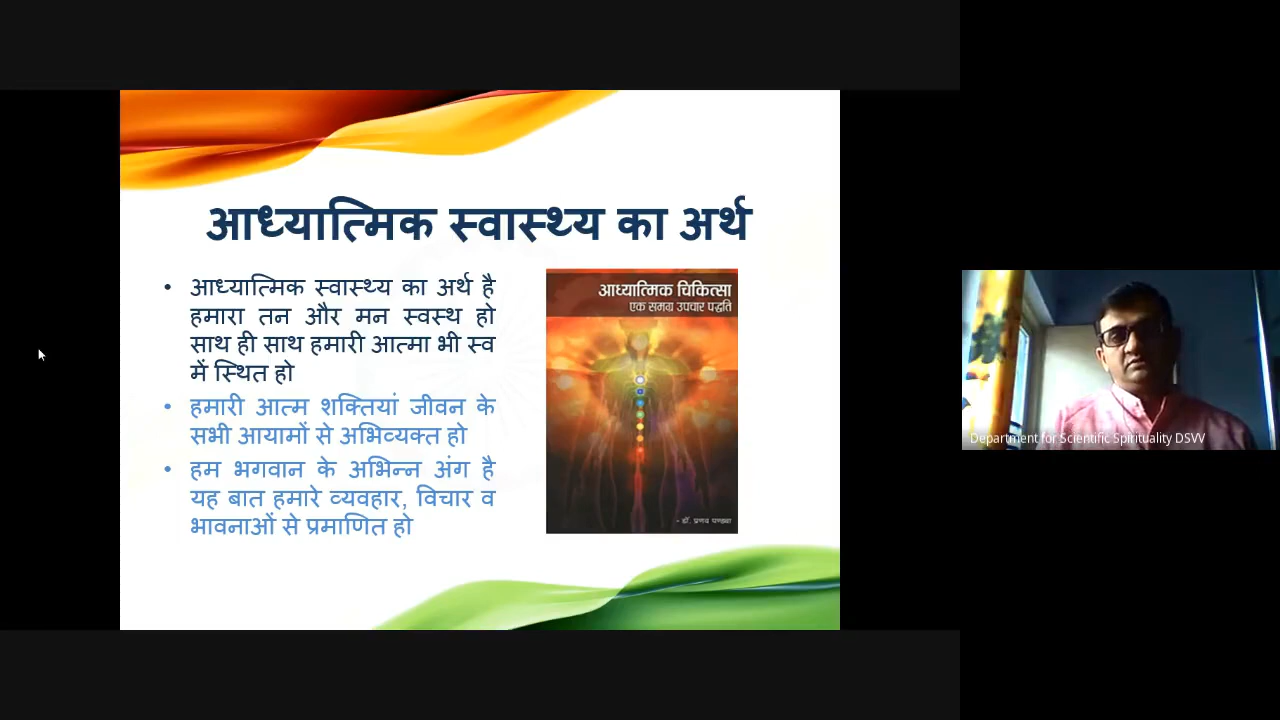 आध्यात्मिक स्वास्थ्य का अर्थ
• आध्यात्मिक स्वास्थ्य का अर्थ है
हमारा तन और मन स्वस्थ हो
साथ ही साथ हमारी आत्मा भी स्व
में स्थित हो
• हमारी आत्म शक्तियां जीवन के
सभी आयामों से अभिव्यक्त हो
• हम भगवान के अभिन्न अंग है
यह बात हमारे व्यवहार, विचार व
भावनाओं से प्रमाणित हो
आध्यात्मिक चिकित्सा
एक समग्र उपचार पद्धति
- डॉ. प्रणव पण्ड्या
Department for Scientific Spirituality DSVV